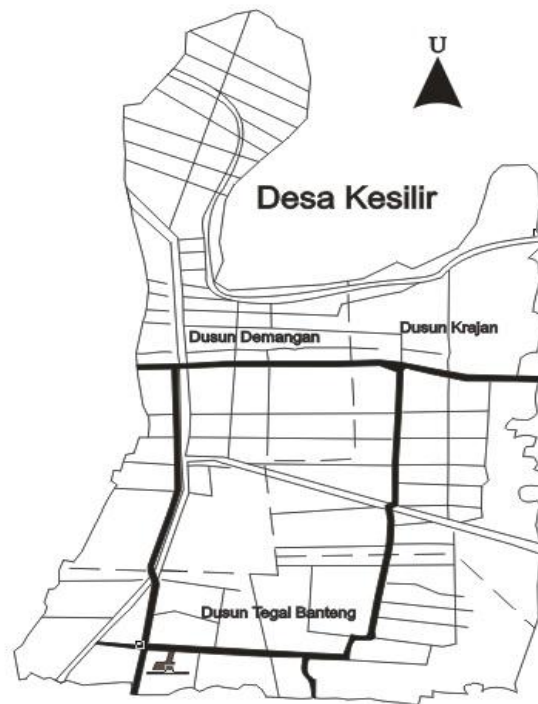 U
Desa Kesilir
Dusun Krajan
Dusun Demangan
Dusun Tegal Banteng